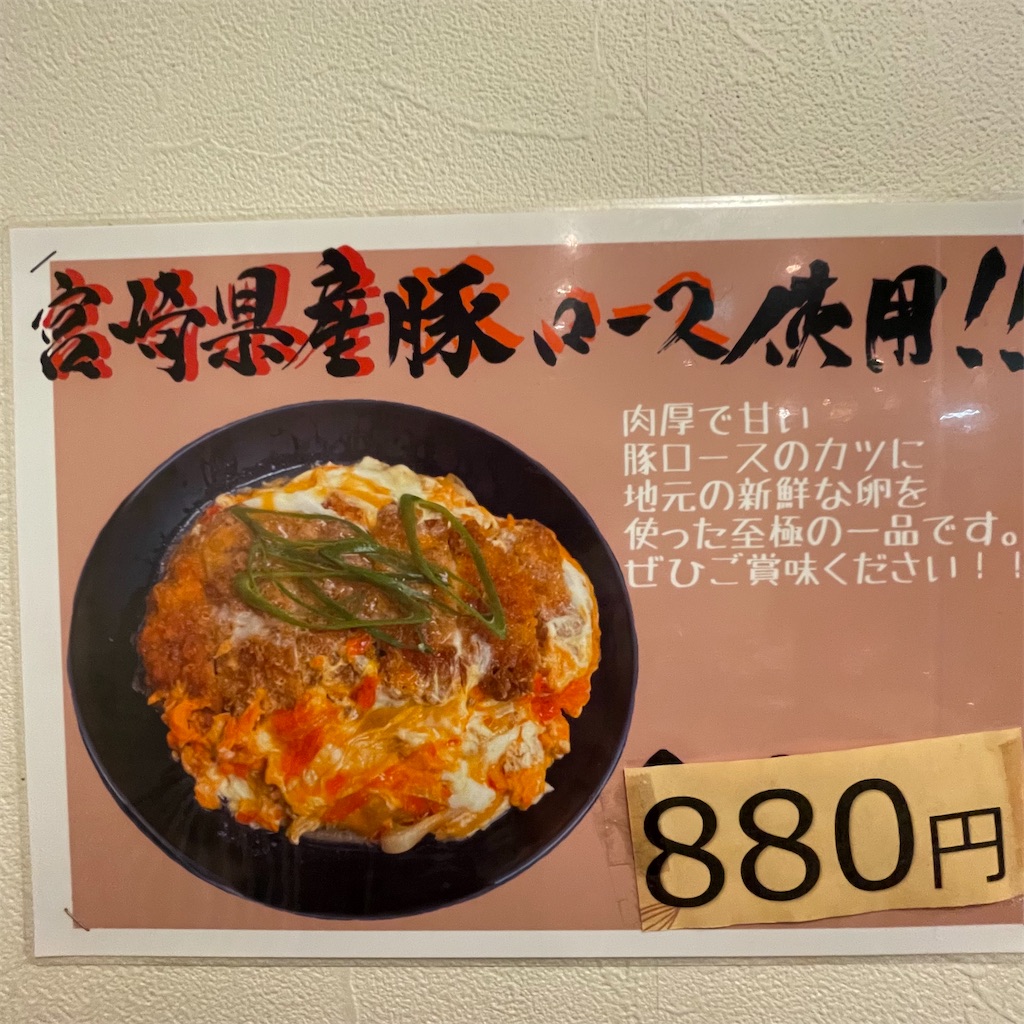 宮崎県産豚ロース使用!!
肉厚で甘い
豚ロースのカツに
地元の新鮮な卵を
使った至極の一品です。
ぜひご賞味ください！！
880円